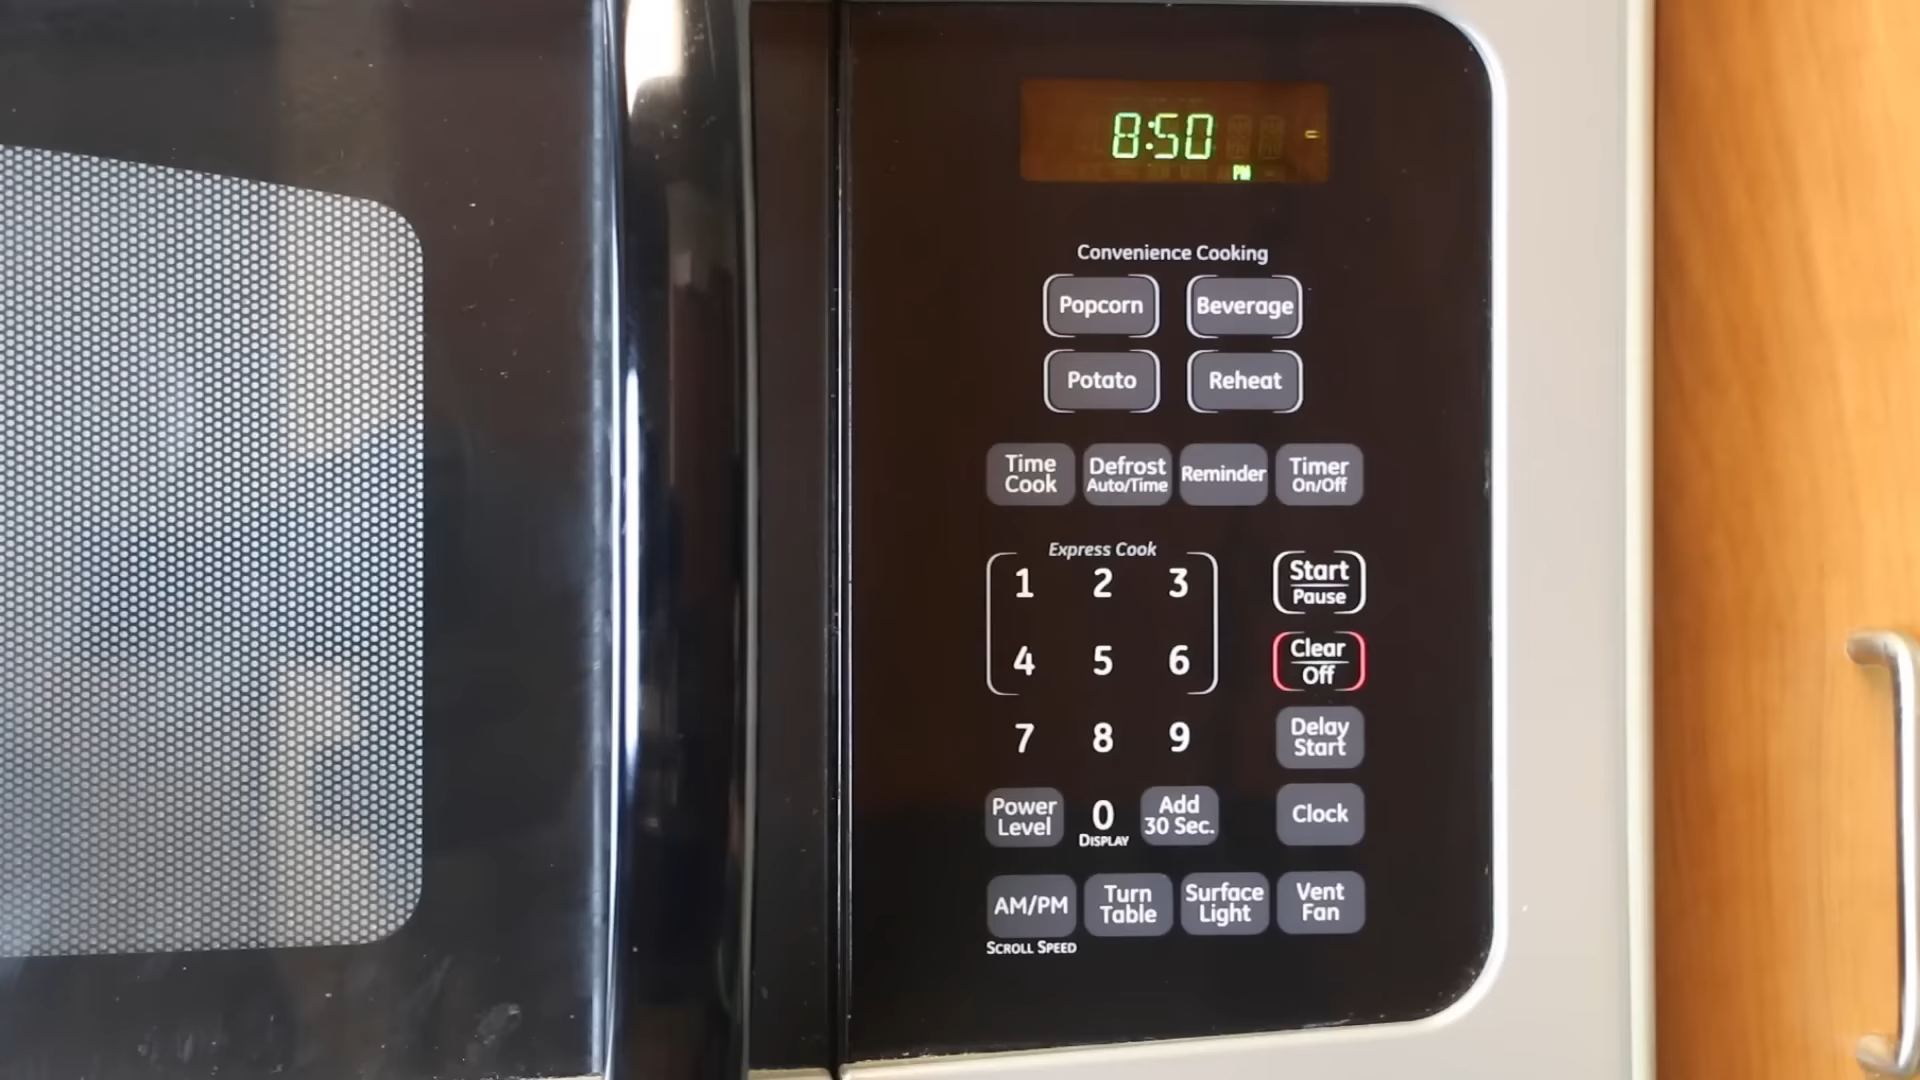 8:50
PM
Convenience Cooking
Popcorn
Beverage
Potato
Reheat
Time
Cook
Defrost
Auto/Time
Reminder
Timer
On/Off
Express Cook
1 2 3
Start
Pause
4 5 6
Clear
Off
7 8 9
Delay
Start
Power
Level
0
DISPLAY
Add
30 Sec.
Clock
AM/PM
SCROLL SPEED
Turn
Table
Surface
Light
Vent
Fan